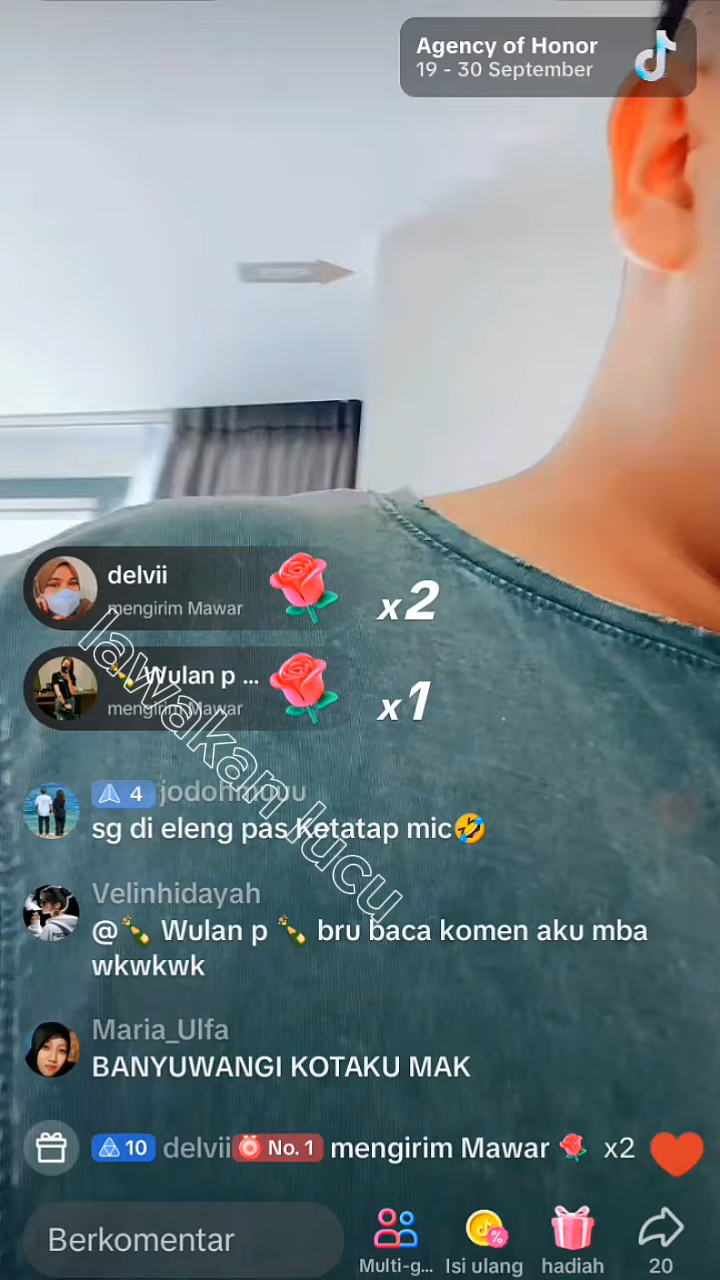 Agency of Honor
19 - 30 September
delvii
mengirim Mawar
x2
Wulan p ...
mengirim Mawar
x1
lawakan lucu
4 jodohmuuu
sg di eleng pas Ketatap mic🤣
Velinhidayah
@🍾 Wulan p 🍾 bru baca komen aku mba
wkwkwk
Maria_Ulfa
BANYUWANGI KOTAKU MAK
10 delvii No. 1 mengirim Mawar 🌹 x2
Berkomentar
Multi-g... Isi ulang hadiah 20